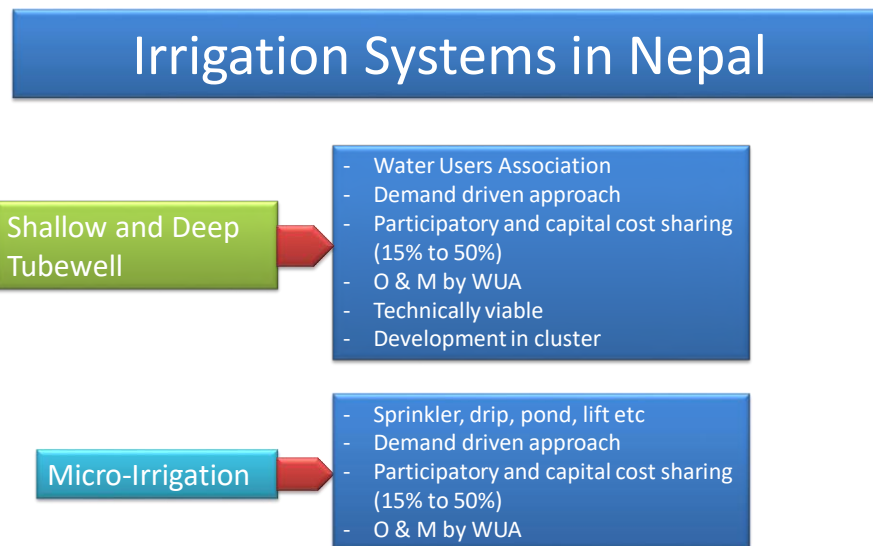 Irrigation Systems in Nepal
Shallow and Deep
Tubewell
- Water Users Association
- Demand driven approach
- Participatory and capital cost sharing
(15% to 50%)
- O & M by WUA
- Technically viable
- Development in cluster
Micro-Irrigation
- Sprinkler, drip, pond, lift etc
- Demand driven approach
- Participatory and capital cost sharing
(15% to 50%)
- O & M by WUA